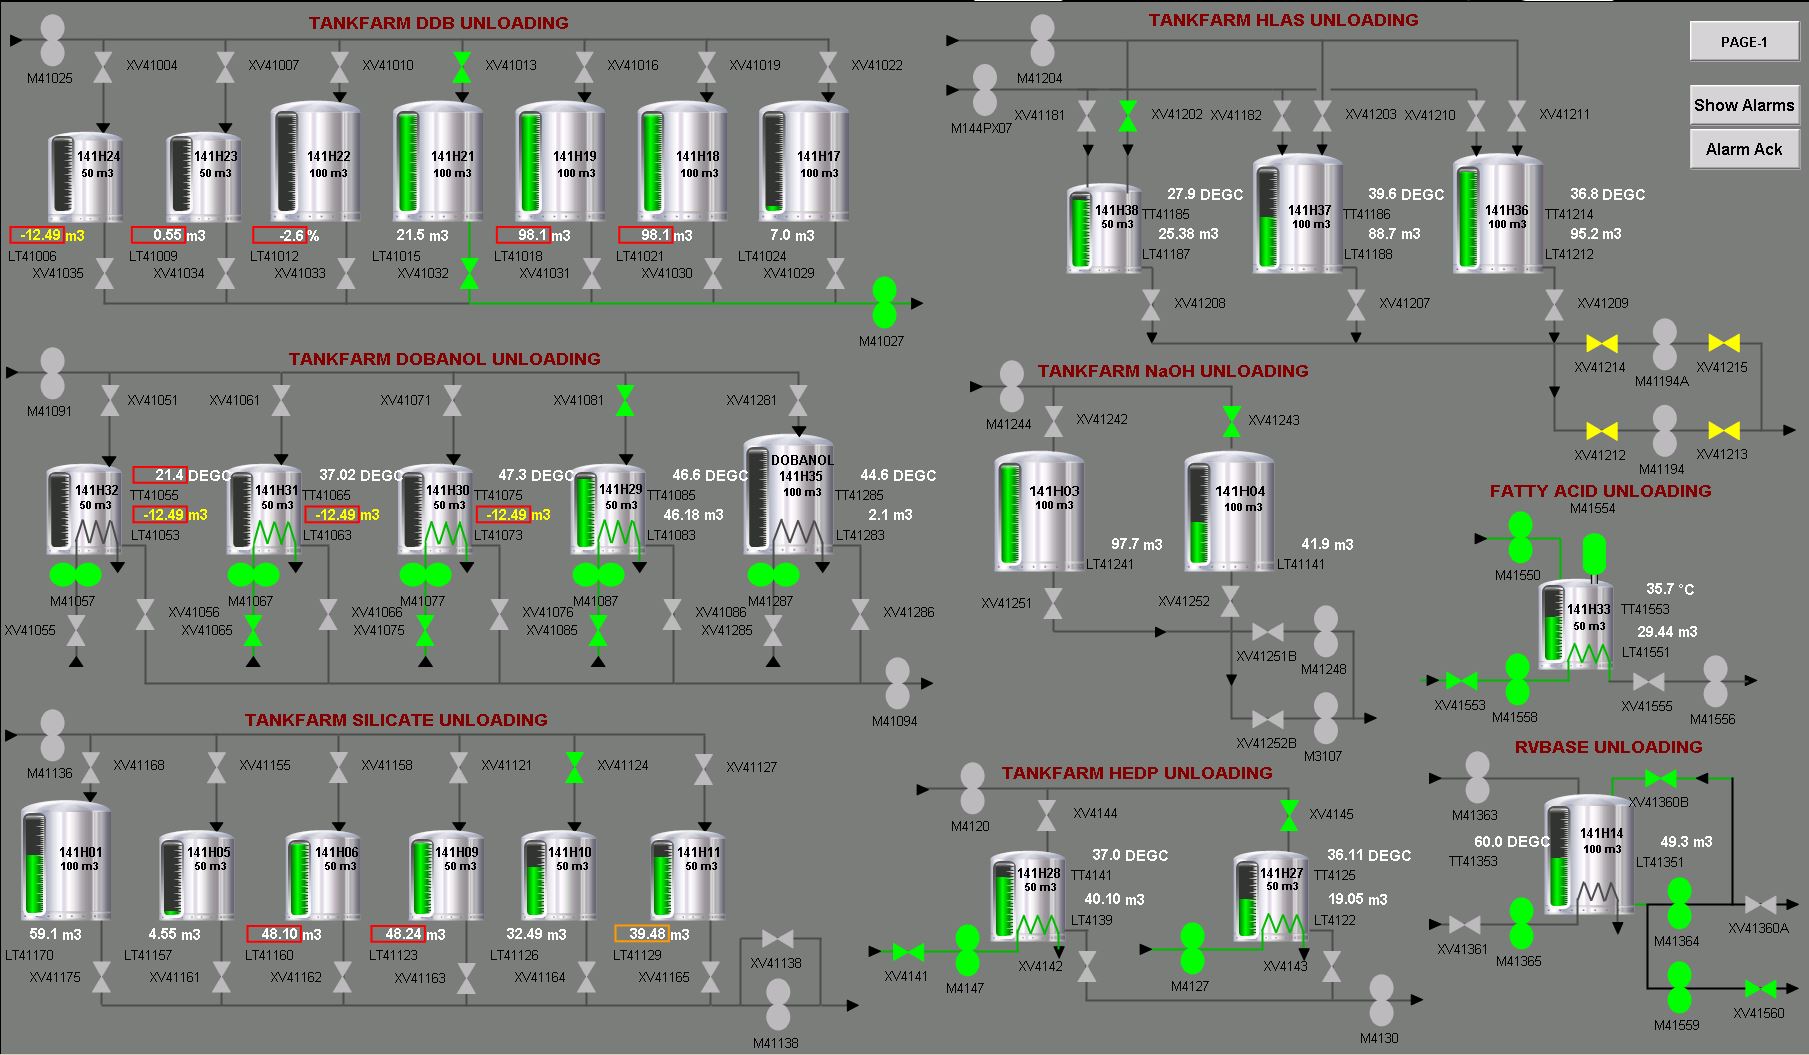 TANKFARM DDB UNLOADING
M41025
XV41004
XV41007
XV41010
XV41013
XV41016
XV41019
XV41022
141H24
50 m3
141H23
50 m3
141H22
100 m3
141H21
100 m3
141H19
100 m3
141H18
100 m3
141H17
100 m3
-12.49 m3
0.55 m3
-2.6 %
21.5 m3
98.1 m3
98.1 m3
7.0 m3
LT41006
LT41009
LT41012
LT41015
LT41018
LT41021
LT41024
XV41035
XV41034
XV41033
XV41032
XV41031
XV41030
XV41029
M41027
TANKFARM HLAS UNLOADING
PAGE-1
Show Alarms
Alarm Ack
M41204
M144PX07
XV41181
XV41202
XV41182
XV41203
XV41210
XV41211
141H38
50 m3
27.9 DEGC
TT41185
25.38 m3
LT41187
141H37
100 m3
39.6 DEGC
TT41186
88.7 m3
LT41188
141H36
100 m3
36.8 DEGC
TT41214
95.2 m3
LT41212
XV41208
XV41207
XV41209
XV41214
M41194A
XV41215
XV41212
M41194
XV41213
TANKFARM DOBANOL UNLOADING
M41091
XV41051
XV41061
XV41071
XV41081
XV41281
141H32
50 m3
21.4 DEGC
TT41055
-12.49 m3
LT41053
141H31
50 m3
37.02 DEGC
TT41065
-12.49 m3
LT41063
141H30
50 m3
47.3 DEGC
TT41075
-12.49 m3
LT41073
141H29
50 m3
46.6 DEGC
TT41085
46.18 m3
LT41083
DOBANOL
141H35
100 m3
44.6 DEGC
TT41285
2.1 m3
LT41283
M41057
M41067
M41077
M41087
M41287
XV41056
XV41066
XV41076
XV41086
XV41286
XV41055
XV41065
XV41075
XV41085
XV41285
M41094
TANKFARM NaOH UNLOADING
M41244
XV41242
XV41243
141H03
100 m3
141H04
100 m3
97.7 m3
LT41241
41.9 m3
LT41141
XV41251
XV41252
XV41251B
M41248
XV41252B
M3107
FATTY ACID UNLOADING
M41554
M41550
141H33
50 m3
35.7 °C
TT41553
29.44 m3
LT41551
XV41553
M41558
XV41555
M41556
TANKFARM SILICATE UNLOADING
M41136
XV41168
XV41155
XV41158
XV41121
XV41124
XV41127
141H01
100 m3
141H05
50 m3
141H06
50 m3
141H09
50 m3
141H10
50 m3
141H11
50 m3
59.1 m3
4.55 m3
48.10 m3
48.24 m3
32.49 m3
39.48 m3
LT41170
LT41157
LT41160
LT41123
LT41126
LT41129
XV41175
XV41161
XV41162
XV41163
XV41164
XV41165
XV41138
M41138
TANKFARM HEDP UNLOADING
M4120
XV4144
XV4145
141H28
50 m3
37.0 DEGC
TT4141
40.10 m3
LT4139
141H27
50 m3
36.11 DEGC
TT4125
19.05 m3
LT4122
XV4141
M4147
XV4142
M4127
XV4143
M4130
RVBASE UNLOADING
M41363
XV41360B
141H14
100 m3
60.0 DEGC
TT41353
49.3 m3
LT41351
XV41361
M41365
M41364
XV41360A
M41559
XV41560